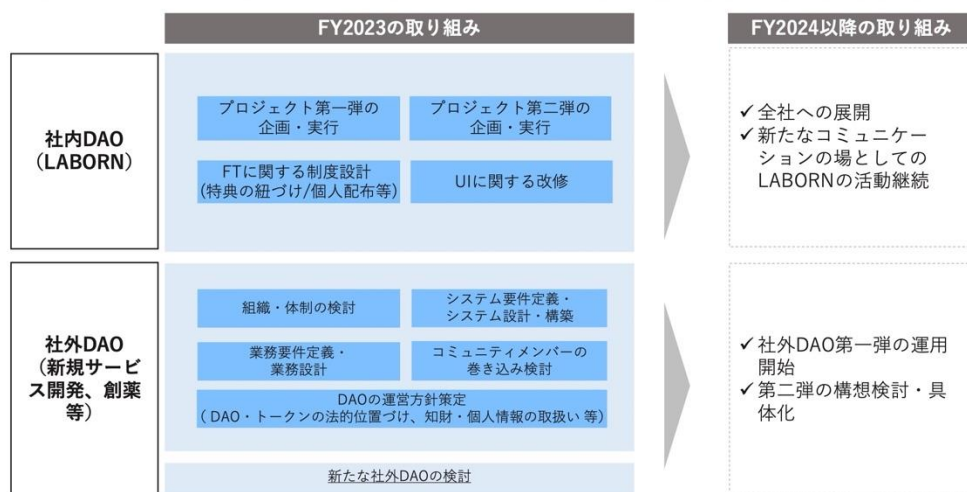 FY2023の取り組み
FY2024以降の取り組み
社内DAO
（LABORN）
プロジェクト第一弾の
企画・実行
プロジェクト第二弾の
企画・実行
FTに関する制度設計
(特典の紐づけ/個人配布等)
UIに関する改修
✓全社への展開
✓新たなコミュニケー
ションの場としての
LABORNの活動継続
社外DAO
（新規サービ
ス開発、創薬
等）
組織・体制の検討
システム要件定義・
システム設計・構築
業務要件定義・
業務設計
コミュニティメンバーの
巻き込み検討
DAOの運営方針策定
（ DAO・トークンの法的位置づけ、知財・個人情報の取扱い 等）
新たな社外DAOの検討
✓社外DAO第一弾の運用
開始
✓第二弾の構想検討・具
体化